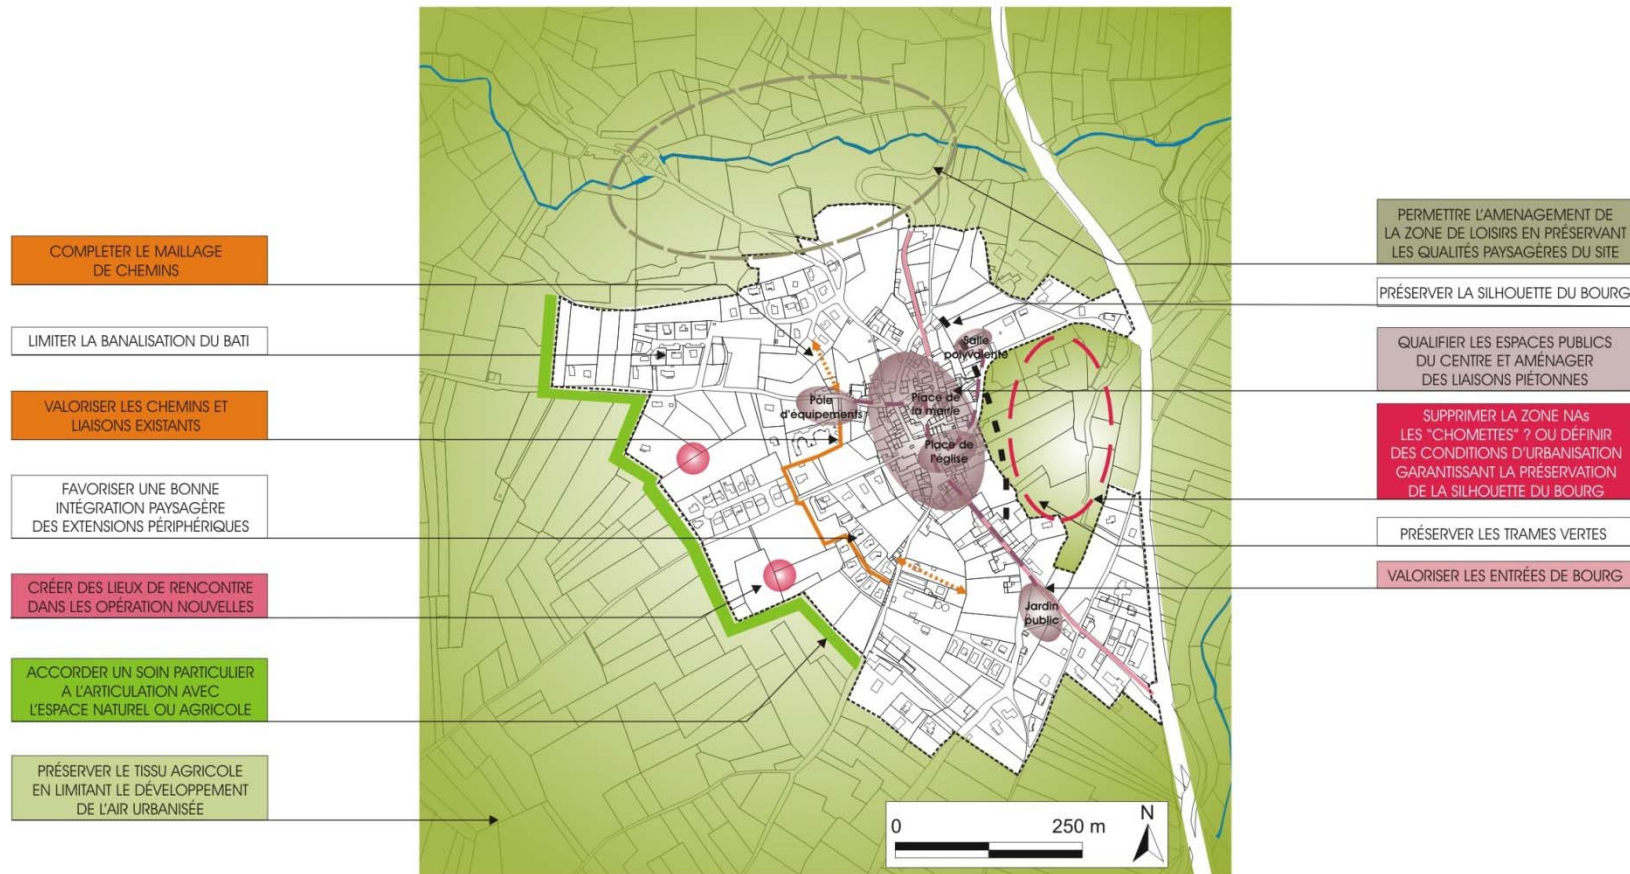 COMPLETER LE MAILLAGE
DE CHEMINS
LIMITER LA BANALISATION DU BATI
VALORISER LES CHEMINS ET
LIAISONS EXISTANTS
FAVORISER UNE BONNE
INTÉGRATION PAYSAGÈRE
DES EXTENSIONS PÉRIPHÉRIQUES
CRÉER DES LIEUX DE RENCONTRE
DANS LES OPÉRATION NOUVELLES
ACCORDER UN SOIN PARTICULIER
A L'ARTICULATION AVEC
L'ESPACE NATUREL OU AGRICOLE
PRÉSERVER LE TISSU AGRICOLE
EN LIMITANT LE DÉVELOPPEMENT
DE L'AIR URBANISÉE
Salle
polyvalente
Pôle
d'équipements
Place de
la mairie
Place de
l'église
Jardin
public
0 250 m
N
PERMETTRE L'AMENAGEMENT DE
LA ZONE DE LOISIRS EN PRÉSERVANT
LES QUALITÉS PAYSAGÈRES DU SITE
PRÉSERVER LA SILHOUETTE DU BOURG
QUALIFIER LES ESPACES PUBLICS
DU CENTRE ET AMÉNAGER
DES LIAISONS PIÉTONNES
SUPPRIMER LA ZONE NAs
LES "CHOMETTES" ? OU DÉFINIR
DES CONDITIONS D'URBANISATION
GARANTISSANT LA PRÉSERVATION
DE LA SILHOUETTE DU BOURG
PRÉSERVER LES TRAMES VERTES
VALORISER LES ENTRÉES DE BOURG